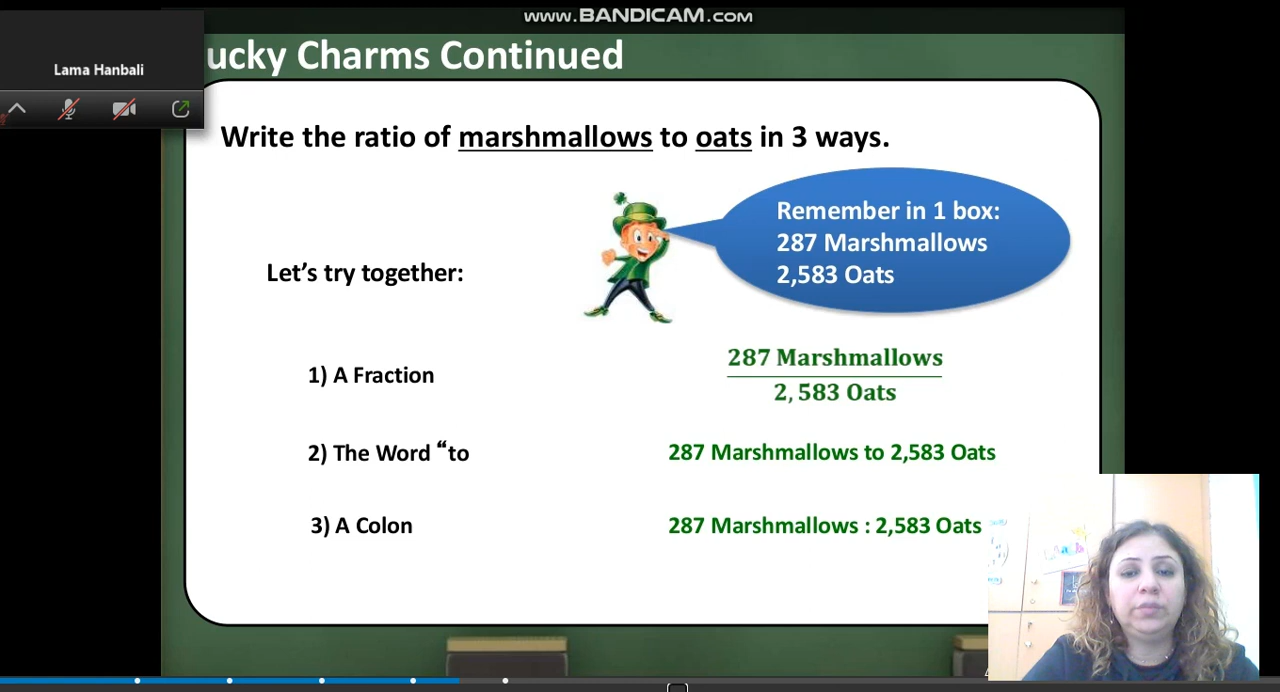 www.BANDICAM.com
Lama Hanbali
ucky Charms Continued
Write the ratio of marshmallows to oats in 3 ways.
Remember in 1 box:
287 Marshmallows
2,583 Oats
Let’s try together:
1) A Fraction
287 Marshmallows
2, 583 Oats
2) The Word “to
287 Marshmallows to 2,583 Oats
3) A Colon
287 Marshmallows : 2,583 Oats